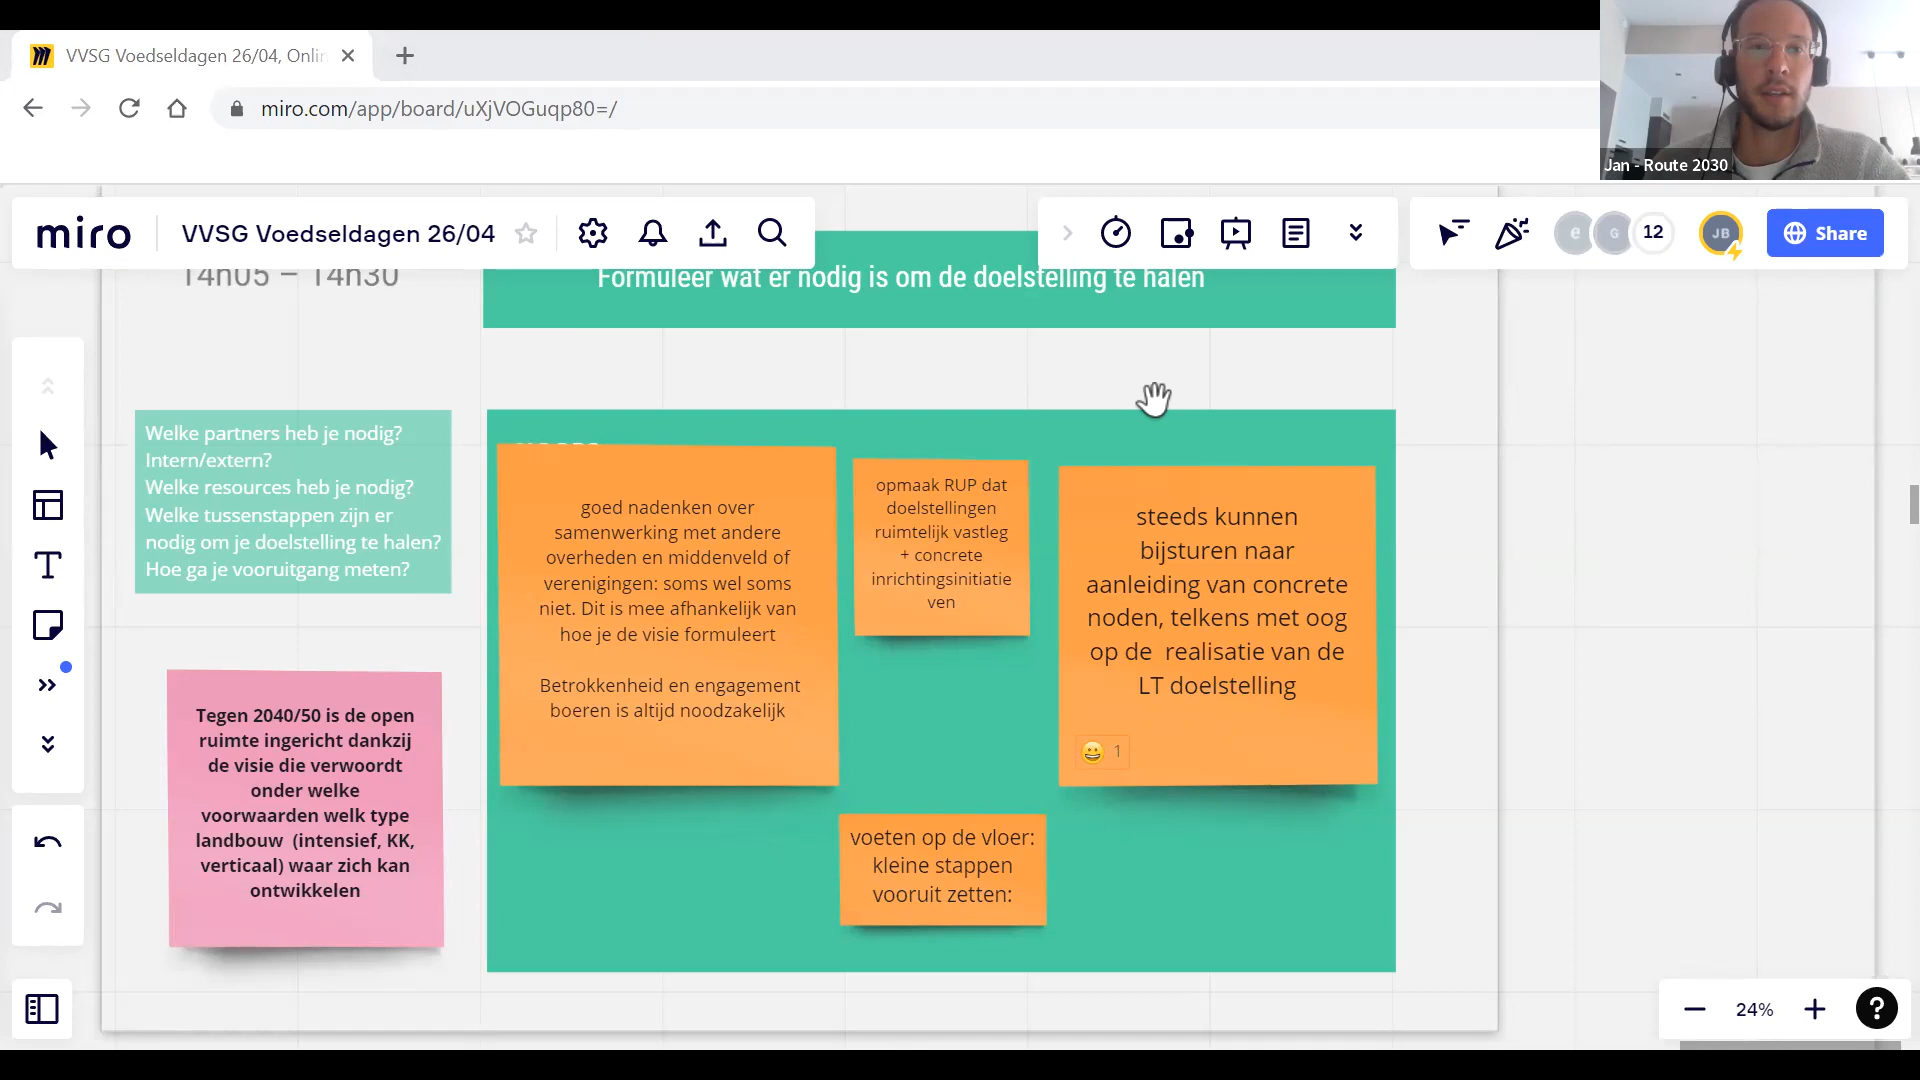 VVSG Voedseldagen 26/04, Onlin
miro.com/app/board/uXjVOGuqp80=/
Jan - Route 2030
miro
VVSG Voedseldagen 26/04
e
G
12
JB
Share
14h05 – 14h30
Formuleer wat er nodig is om de doelstelling te halen
Welke partners heb je nodig?
Intern/extern?
Welke resources heb je nodig?
Welke tussenstappen zijn er
nodig om je doelstelling te halen?
Hoe ga je vooruitgang meten?
goed nadenken over
samenwerking met andere
overheden en middenveld of
verenigingen: soms wel soms
niet. Dit is mee afhankelijk van
hoe je de visie formuleert
Betrokkenheid en engagement
boeren is altijd noodzakelijk
opmaak RUP dat
doelstellingen
ruimtelijk vastleg
+ concrete
inrichtingsinitiatie
ven
steeds kunnen
bijsturen naar
aanleiding van concrete
noden, telkens met oog
op de realisatie van de
LT doelstelling
1
Tegen 2040/50 is de open
ruimte ingericht dankzij
de visie die verwoordt
onder welke
voorwaarden welk type
landbouw (intensief, KK,
verticaal) waar zich kan
ontwikkelen
voeten op de vloer:
kleine stappen
vooruit zetten:
24%